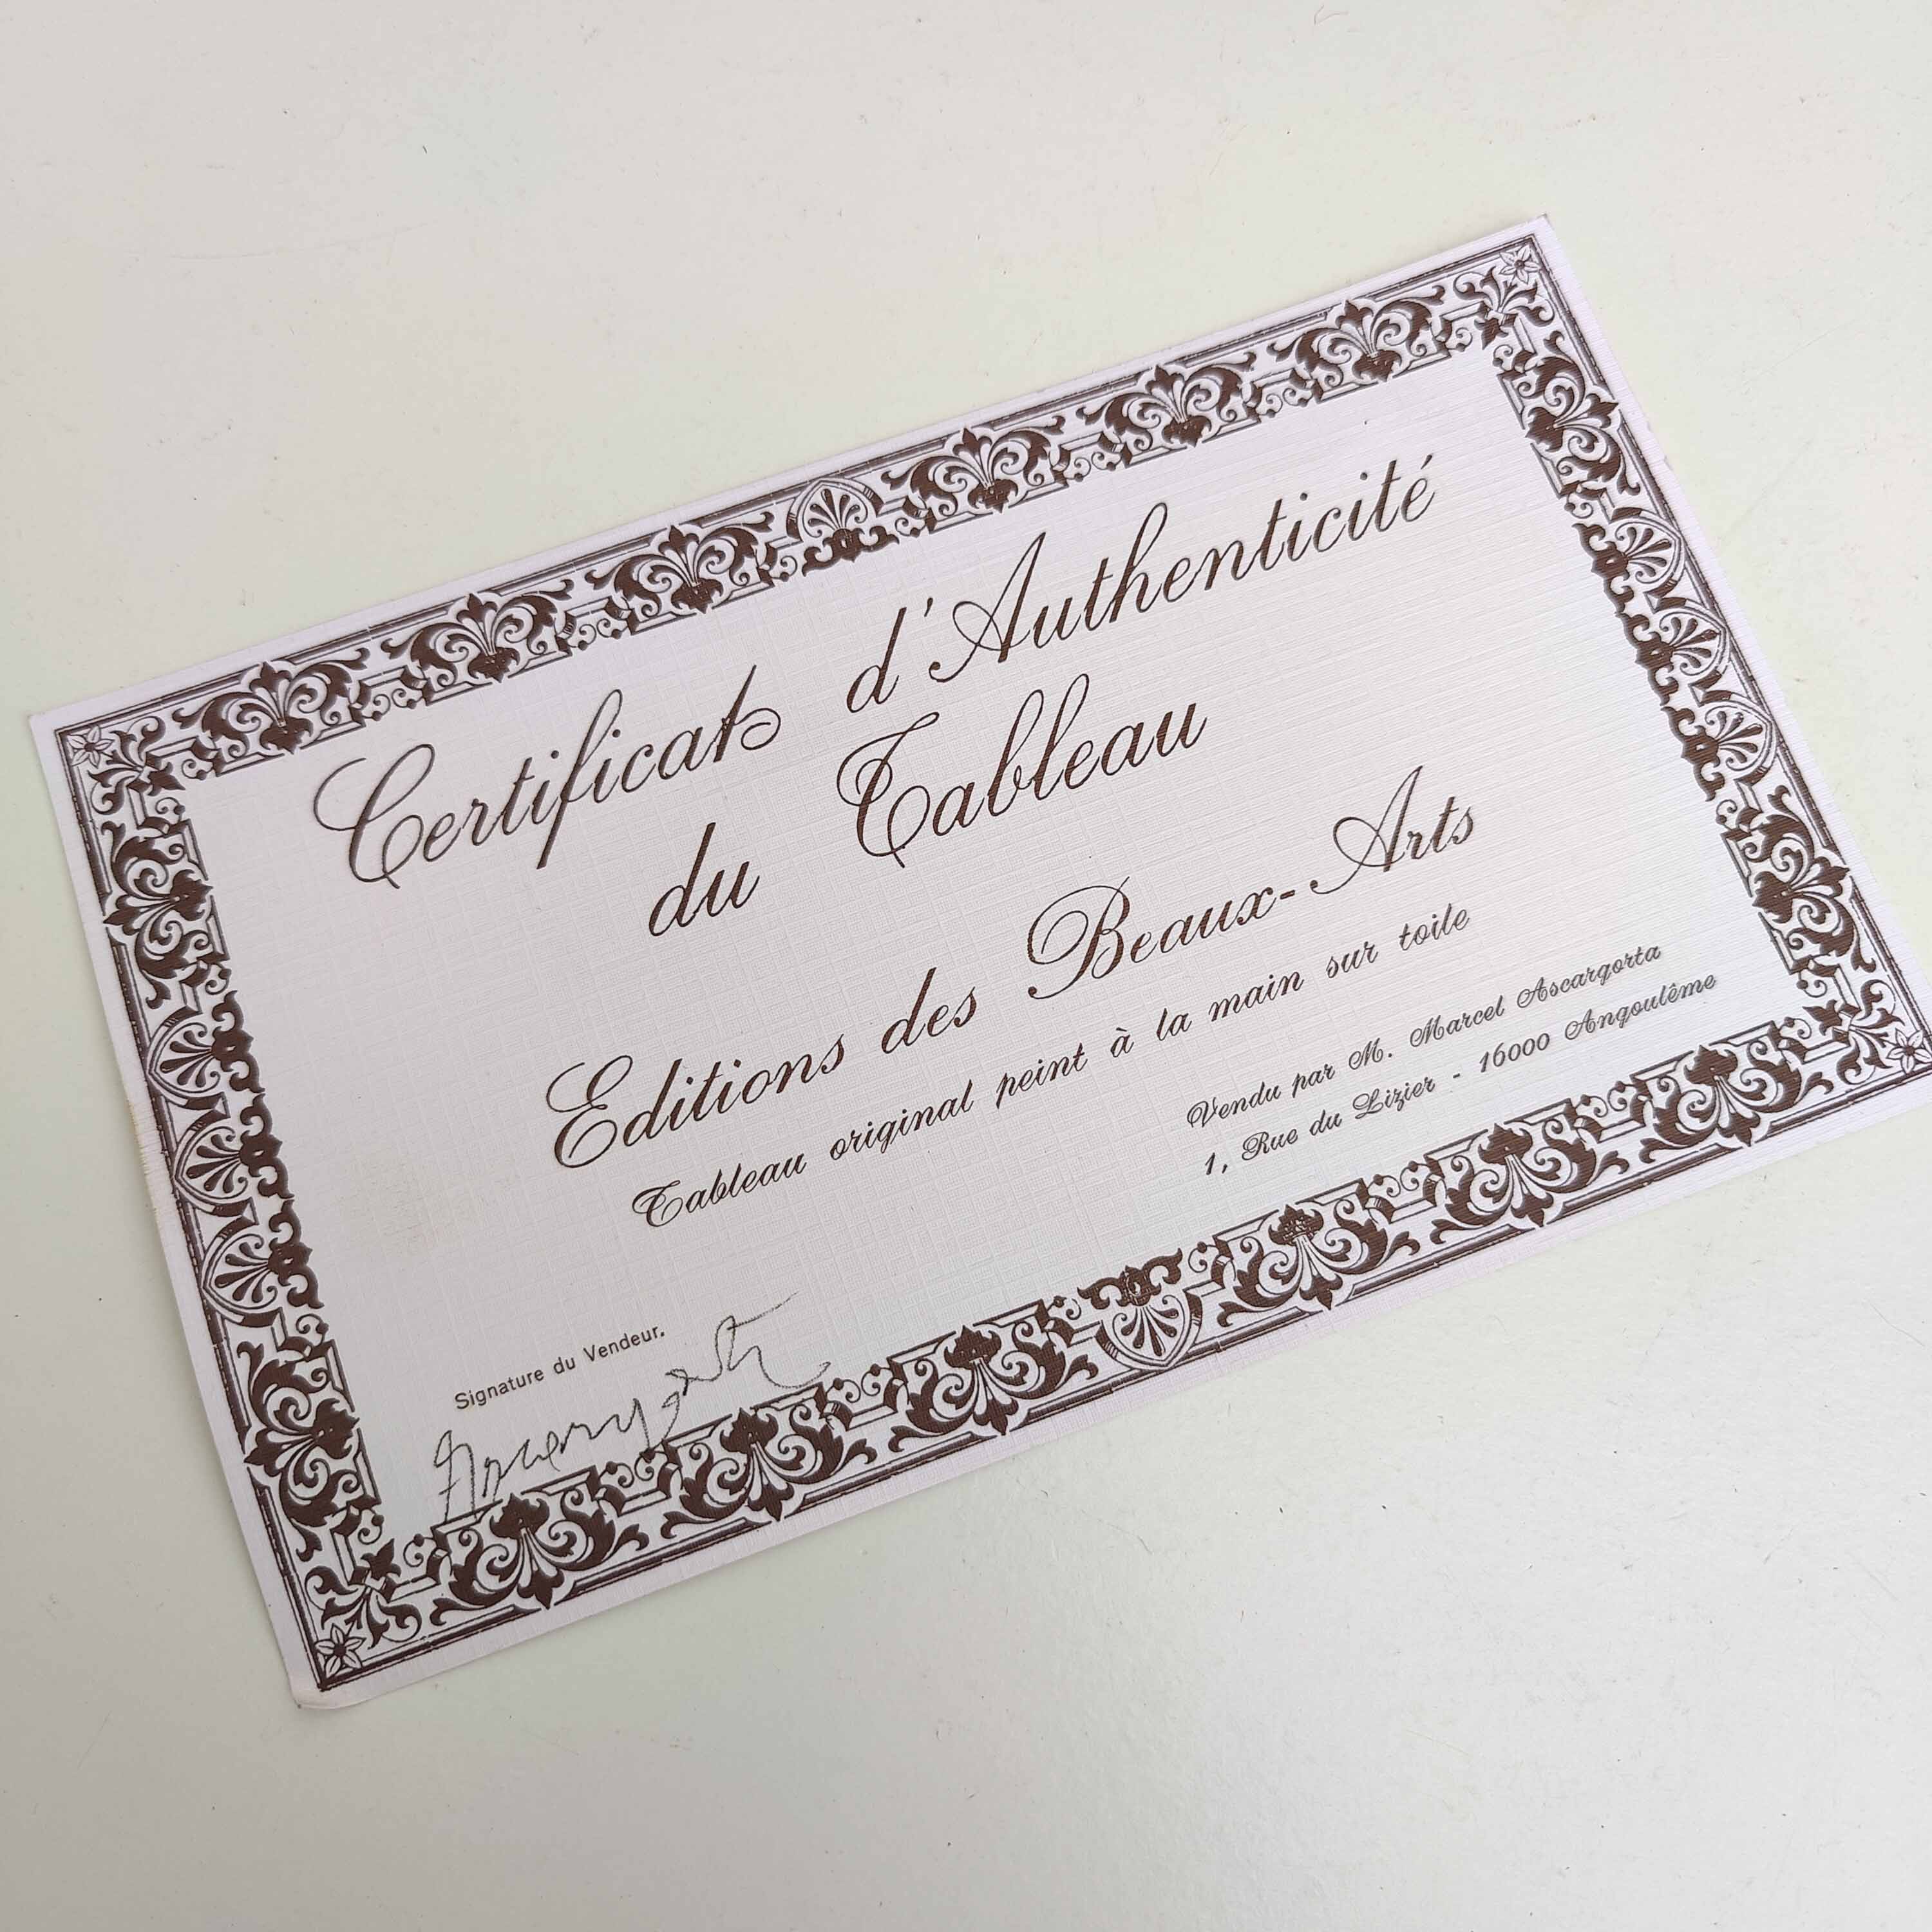 Certificat d'Authenticité
du Tableau
Editions des Beaux-Arts
Tableau original peint à la main sur toile
Vendu par M. Marcel Ascargorta
1, Rue du Lizier - 16000 Angoulême
Signature du Vendeur.